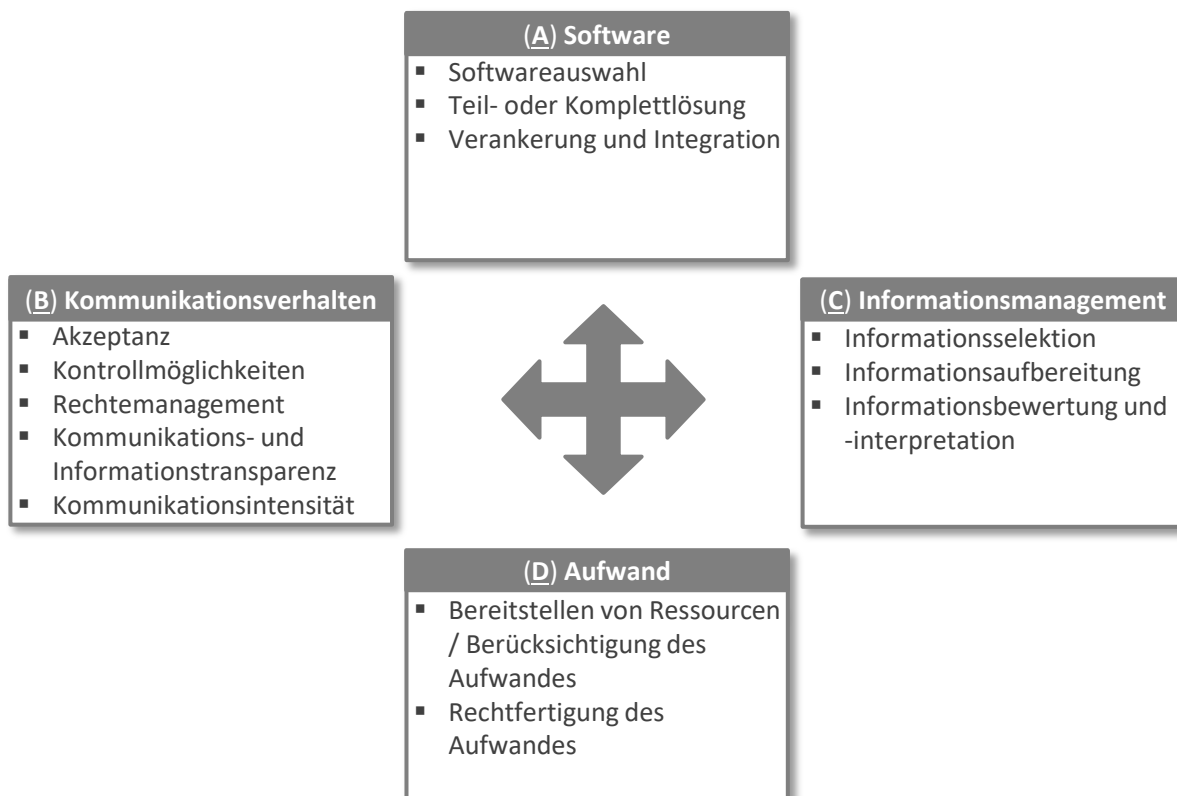 (A) Software
▪ Softwareauswahl
▪ Teil- oder Komplettlösung
▪ Verankerung und Integration
(B) Kommunikationsverhalten
▪ Akzeptanz
▪ Kontrollmöglichkeiten
▪ Rechtemanagement
▪ Kommunikations- und
Informationstransparenz
▪ Kommunikationsintensität
(C) Informationsmanagement
▪ Informationsselektion
▪ Informationsaufbereitung
▪ Informationsbewertung und
-interpretation
(D) Aufwand
▪ Bereitstellen von Ressourcen
/ Berücksichtigung des
Aufwandes
▪ Rechtfertigung des
Aufwandes